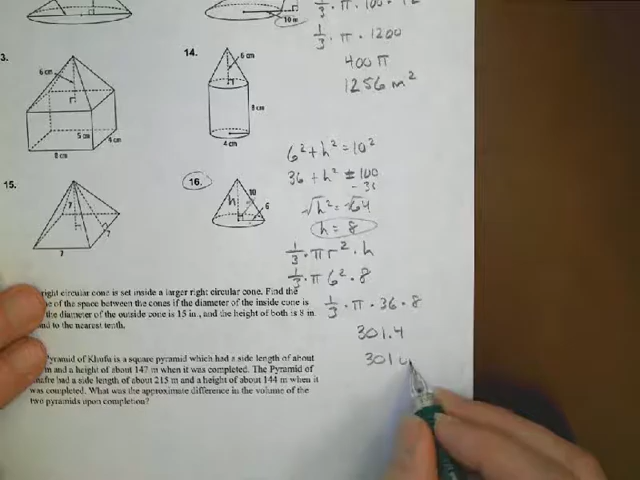 10 m
1/3 · π · 100 · 12
1/3 · π · 1200
400 π
1256 m²
3.
6 cm
5 cm
4 cm
8 cm
14.
6 cm
8 cm
4 cm
6² + h² = 10²
36 + h² = 100
- 36
√h² = √64
h = 8
1/3 · π r² · h
1/3 · π 6² · 8
1/3 · π · 36 · 8
301.4
301
15.
7
7
7
16.
h
10
6
right circular cone is set inside a larger right circular cone. Find the
e of the space between the cones if the diameter of the inside cone is
the diameter of the outside cone is 15 in., and the height of both is 8 in.
nd to the nearest tenth.
Pyramid of Khufu is a square pyramid which had a side length of about
m and a height of about 147 m when it was completed. The Pyramid of
hafre had a side length of about 215 m and a height of about 144 m when it
was completed. What was the approximate difference in the volume of the
two pyramids upon completion?